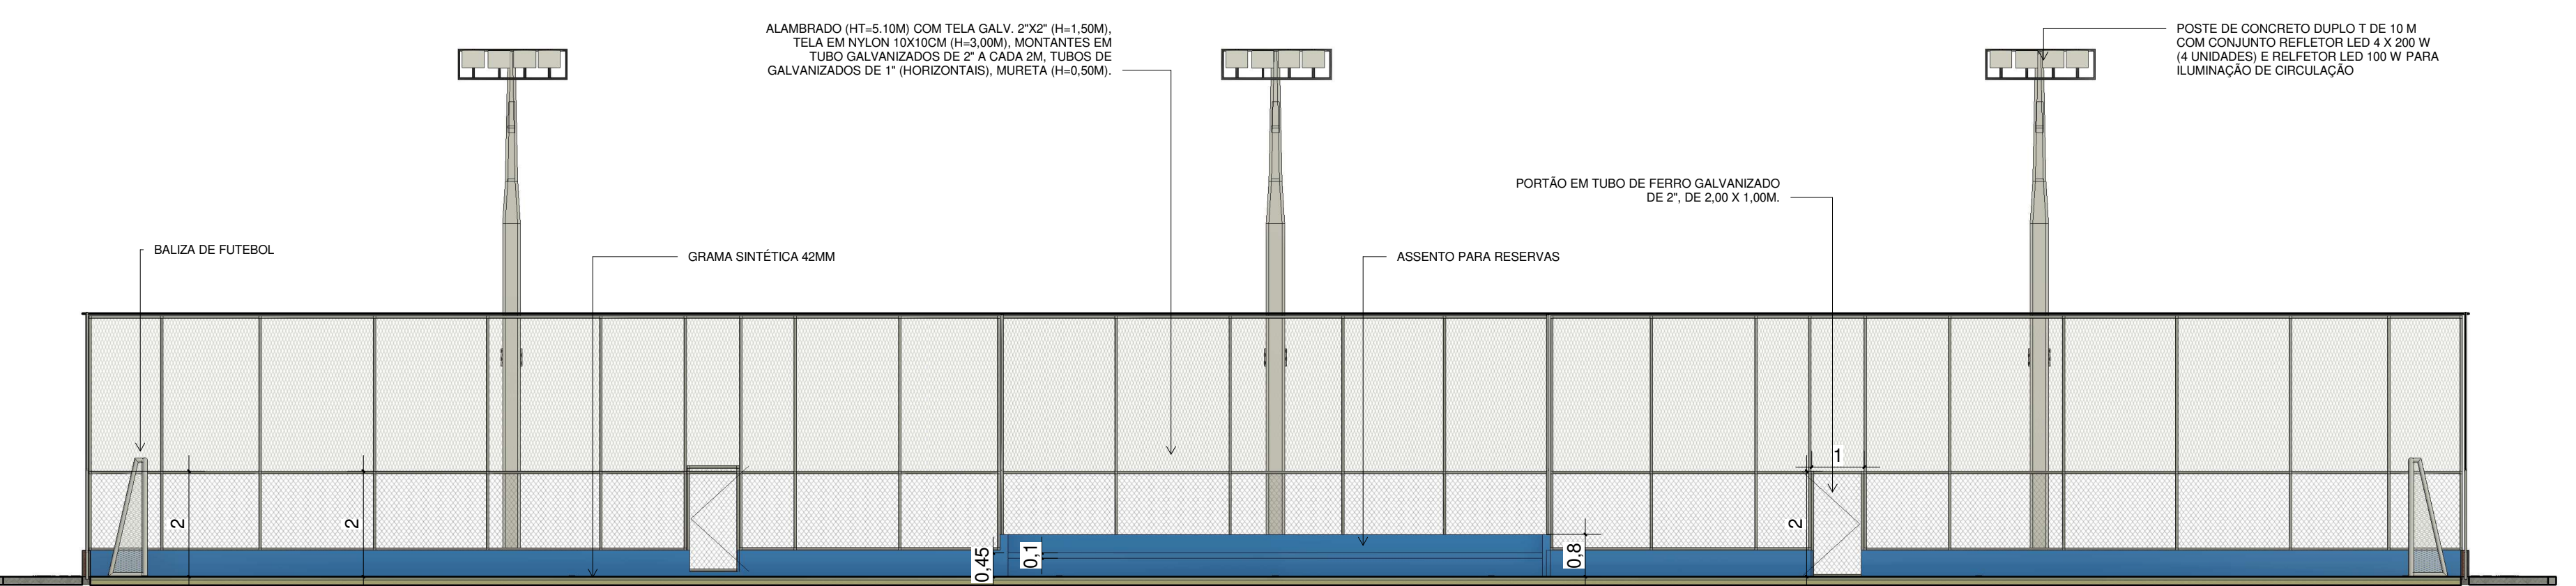 ALAMBRADO (HT=5.10M) COM TELA GALV. 2"X2" (H=1,50M),
TELA EM NYLON 10X10CM (H=3,00M), MONTANTES EM
TUBO GALVANIZADOS DE 2" A CADA 2M, TUBOS DE
GALVANIZADOS DE 1" (HORIZONTAIS), MURETA (H=0,50M).
POSTE DE CONCRETO DUPLO T DE 10 M
COM CONJUNTO REFLETOR LED 4 X 200 W
(4 UNIDADES) E RELFETOR LED 100 W PARA
ILUMINAÇÃO DE CIRCULAÇÃO
PORTÃO EM TUBO DE FERRO GALVANIZADO
DE 2", DE 2,00 X 1,00M.
BALIZA DE FUTEBOL
GRAMA SINTÉTICA 42MM
ASSENTO PARA RESERVAS
1
2
2
2
0,45
0,1
0,8